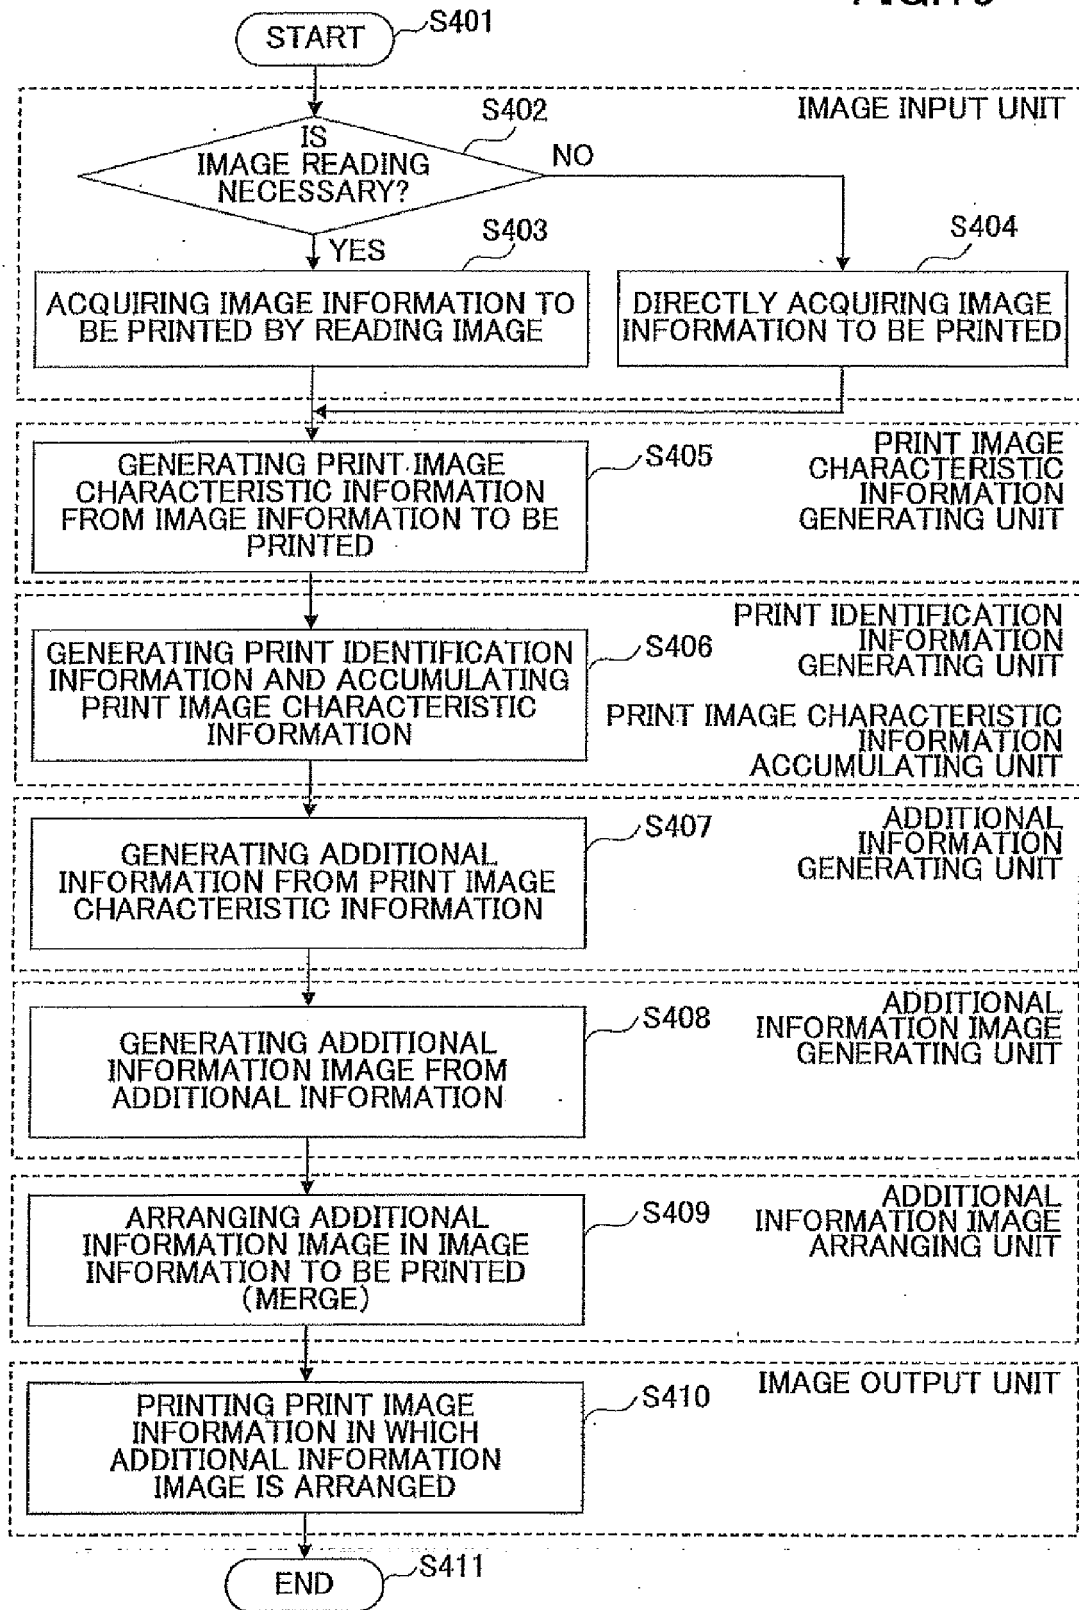 START
S401
IMAGE INPUT UNIT
S402
IS
IMAGE READING
NECESSARY?
NO
YES
S403
S404
ACQUIRING IMAGE INFORMATION TO
BE PRINTED BY READING IMAGE
DIRECTLY ACQUIRING IMAGE
INFORMATION TO BE PRINTED
GENERATING PRINT IMAGE
CHARACTERISTIC INFORMATION
FROM IMAGE INFORMATION TO BE
PRINTED
S405
PRINT IMAGE
CHARACTERISTIC
INFORMATION
GENERATING UNIT
GENERATING PRINT IDENTIFICATION
INFORMATION AND ACCUMULATING
PRINT IMAGE CHARACTERISTIC
INFORMATION
S406
PRINT IDENTIFICATION
INFORMATION
GENERATING UNIT
PRINT IMAGE CHARACTERISTIC
INFORMATION
ACCUMULATING UNIT
GENERATING ADDITIONAL
INFORMATION FROM PRINT IMAGE
CHARACTERISTIC INFORMATION
S407
ADDITIONAL
INFORMATION
GENERATING UNIT
GENERATING ADDITIONAL
INFORMATION IMAGE FROM
ADDITIONAL INFORMATION
S408
ADDITIONAL
INFORMATION IMAGE
GENERATING UNIT
ARRANGING ADDITIONAL
INFORMATION IMAGE IN IMAGE
INFORMATION TO BE PRINTED
(MERGE)
S409
ADDITIONAL
INFORMATION IMAGE
ARRANGING UNIT
PRINTING PRINT IMAGE
INFORMATION IN WHICH
ADDITIONAL INFORMATION
IMAGE IS ARRANGED
S410
IMAGE OUTPUT UNIT
END
S411